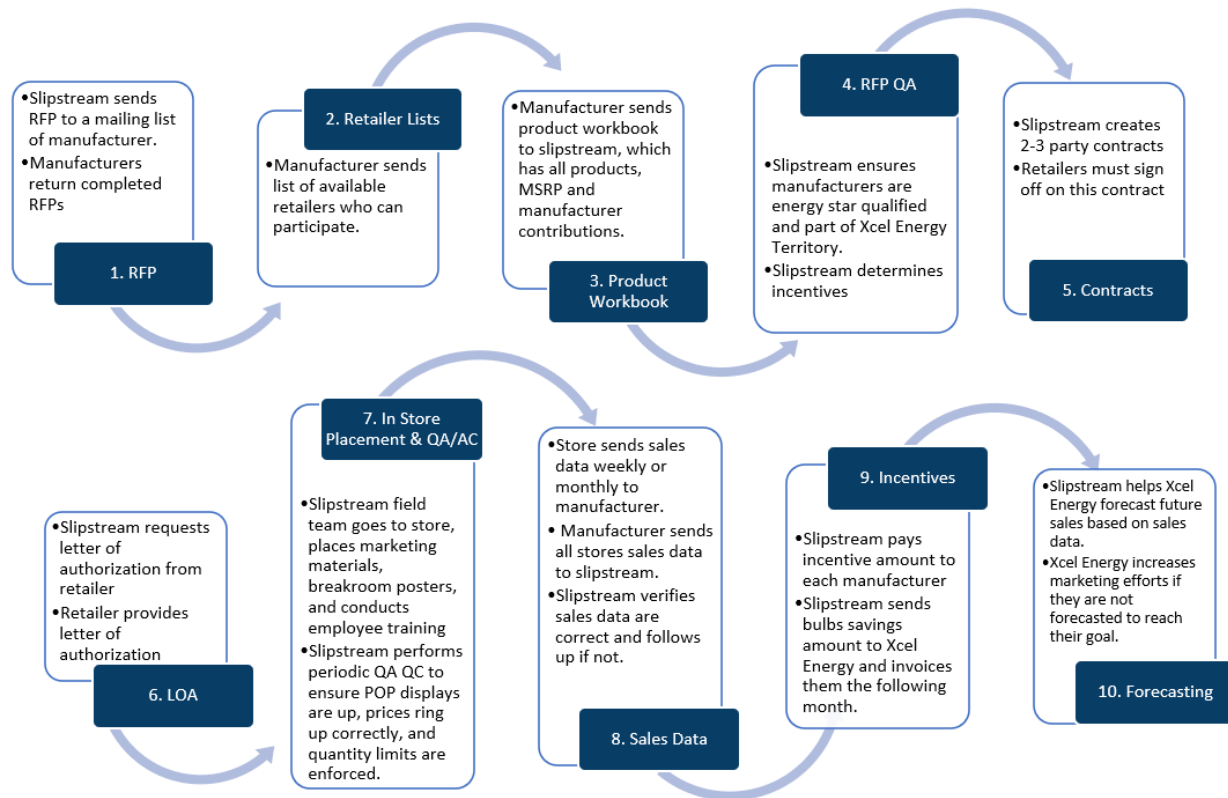 •Slipstream sends
RFP to a mailing list
of manufacturer.
•Manufacturers
return completed
RFPs
1. RFP
2. Retailer Lists
•Manufacturer sends
list of available
retailers who can
participate.
•Manufacturer sends
product workbook
to slipstream, which
has all products,
MSRP and
manufacturer
contributions.
3. Product
Workbook
4. RFP QA
•Slipstream ensures
manufacturers are
energy star qualified
and part of Xcel Energy
Territory.
•Slipstream determines
incentives
•Slipstream creates
2-3 party contracts
•Retailers must sign
off on this contract
5. Contracts
•Slipstream requests
letter of
authorization from
retailer
•Retailer provides
letter of
authorization
6. LOA
7. In Store
Placement & QA/AC
•Slipstream field
team goes to store,
places marketing
materials,
breakroom posters,
and conducts
employee training
•Slipstream performs
periodic QA QC to
ensure POP displays
are up, prices ring
up correctly, and
quantity limits are
enforced.
•Store sends sales
data weekly or
monthly to
manufacturer.
• Manufacturer sends
all stores sales data
to slipstream.
•Slipstream verifies
sales data are
correct and follows
up if not.
8. Sales Data
9. Incentives
•Slipstream pays
incentive amount to
each manufacturer
•Slipstream sends
bulbs savings
amount to Xcel
Energy and invoices
them the following
month.
•Slipstream helps Xcel
Energy forecast future
sales based on sales
data.
•Xcel Energy increases
marketing efforts if
they are not
forecasted to reach
their goal.
10. Forecasting